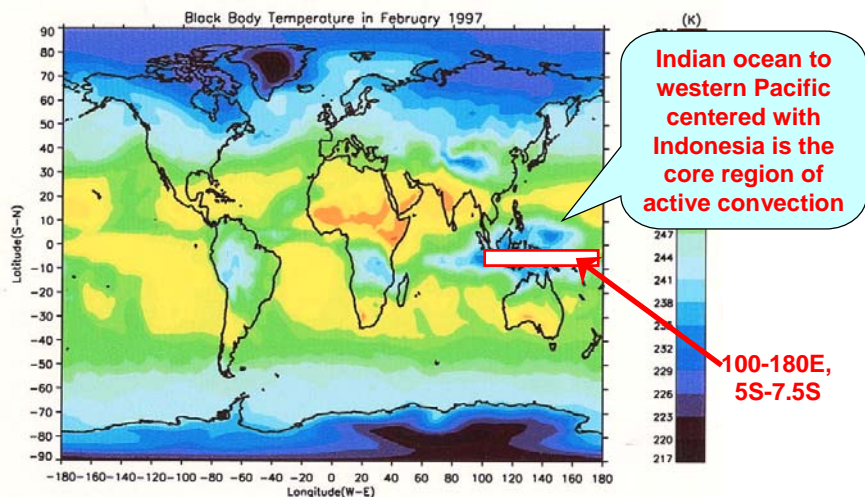 Black Body Temperature in February 1997
(K)
Indian ocean to
western Pacific
centered with
Indonesia is the
core region of
active convection
90
80
70
60
50
40
30
20
10
0
-10
-20
-30
-40
-50
-60
-70
-80
-90
Latitude(S-N)
247
244
241
238
235
232
229
226
223
220
217
100-180E,
5S-7.5S
-180 -160 -140 -120 -100 -80 -60 -40 -20 0 20 40 60 80 100 120 140 160 180
Longitude(W-E)